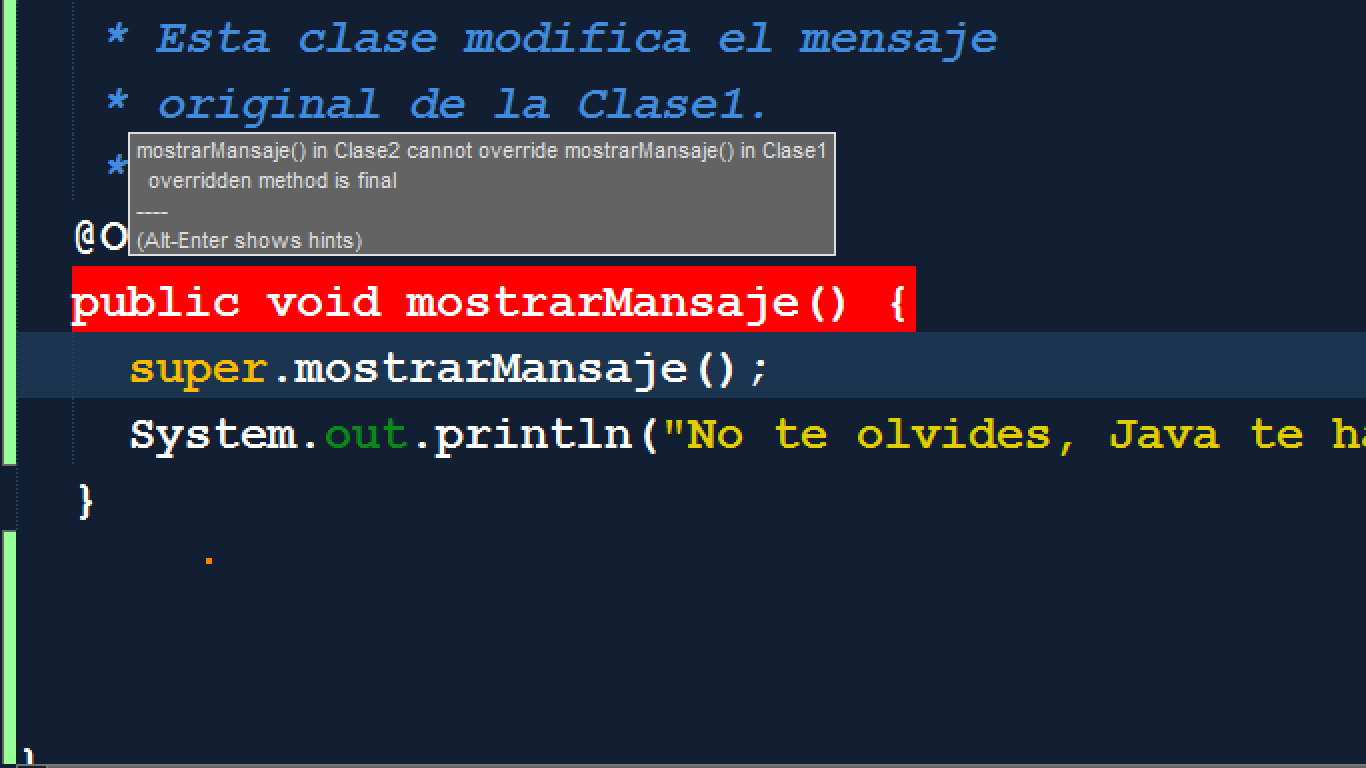 * Esta clase modifica el mensaje
* original de la Clase1.
*
mostrarMansaje() in Clase2 cannot override mostrarMansaje() in Clase1
overridden method is final
----
(Alt-Enter shows hints)
@O
public void mostrarMansaje() {
super.mostrarMansaje();
System.out.println("No te olvides, Java te ha
}
}